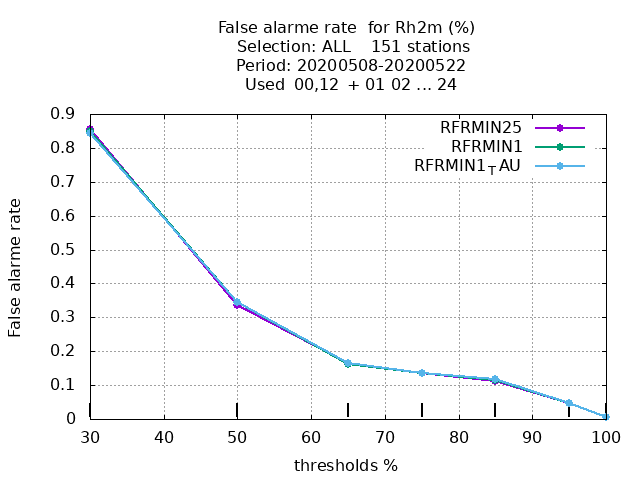 False alarme rate for Rh2m (%)
Selection: ALL 151 stations
Period: 20200508-20200522
Used 00,12 + 01 02 ... 24
RFRMIN25
RFRMIN1
RFRMIN1TAU
False alarme rate
0.9
0.8
0.7
0.6
0.5
0.4
0.3
0.2
0.1
0
30 40 50 60 70 80 90 100
thresholds %